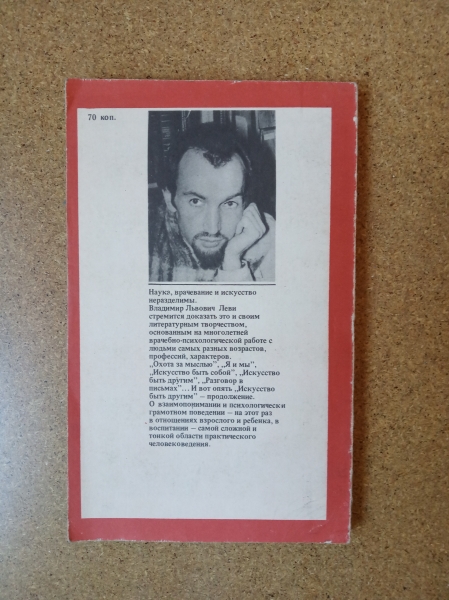 70 коп.
Наука, врачевание и искусство
неразделимы.
Владимир Львович Леви
стремится доказать это и своим
литературным творчеством,
основанным на многолетней
врачебно-психологической работе с
людьми самых разных возрастов,
профессий, характеров.
„Охота за мыслью”, „Я и мы”,
„Искусство быть собой”, „Искусство
быть другим”, „Разговор в
письмах”... И вот опять „Искусство
быть другим” — продолжение.
О взаимопонимании и психологически
грамотном поведении — на этот раз
в отношениях взрослого и ребенка, в
воспитании — самой сложной и
тонкой области практического
человековедения.